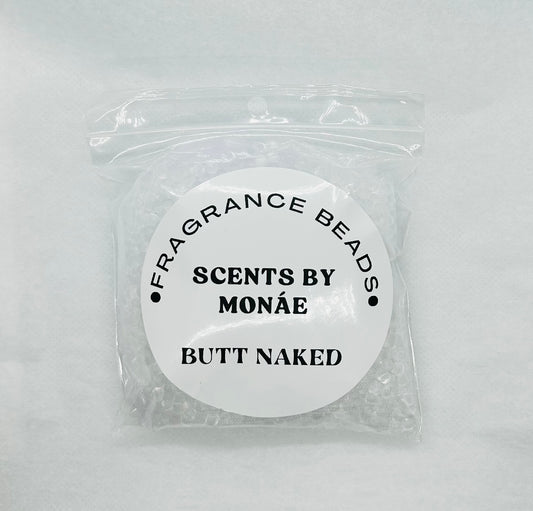 FRAGRANCE BEADS
SCENTS BY
MONÁE
BUTT NAKED